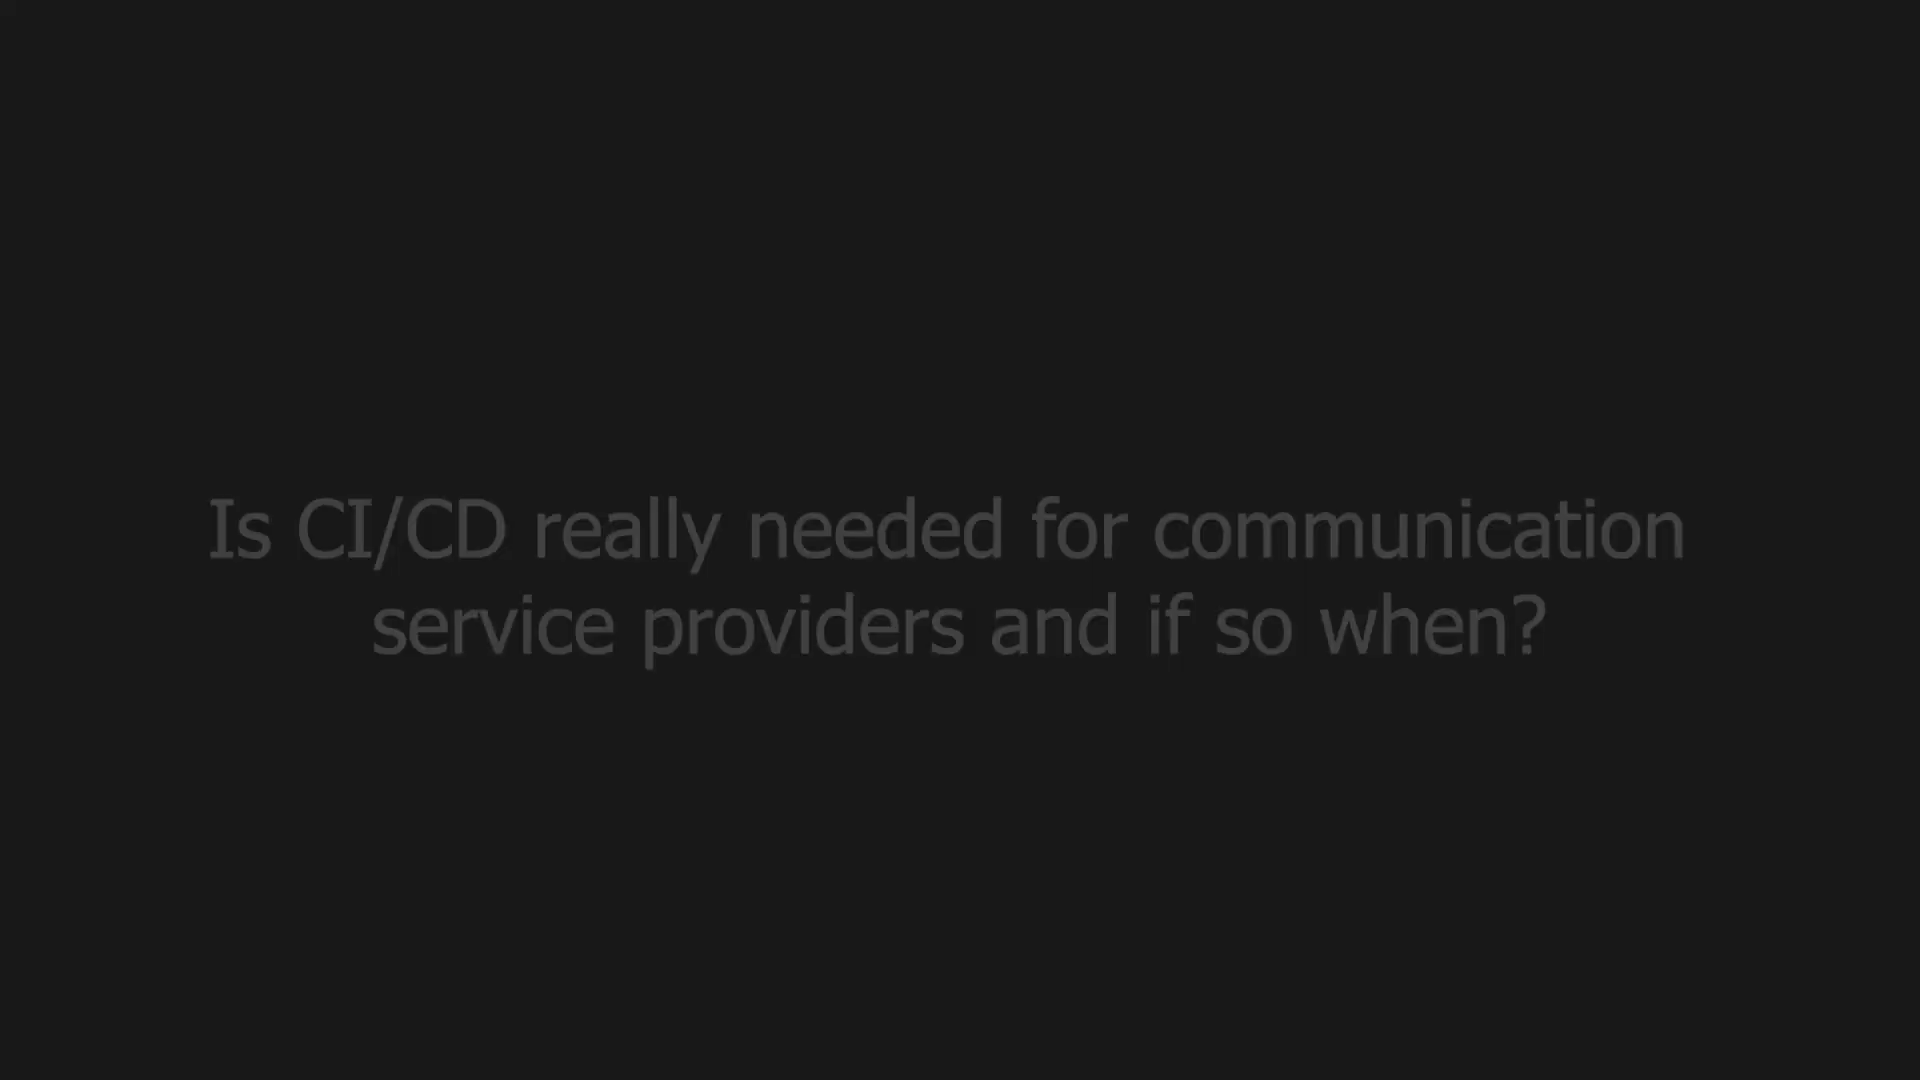 Is CI/CD really needed for communication
service providers and if so when?